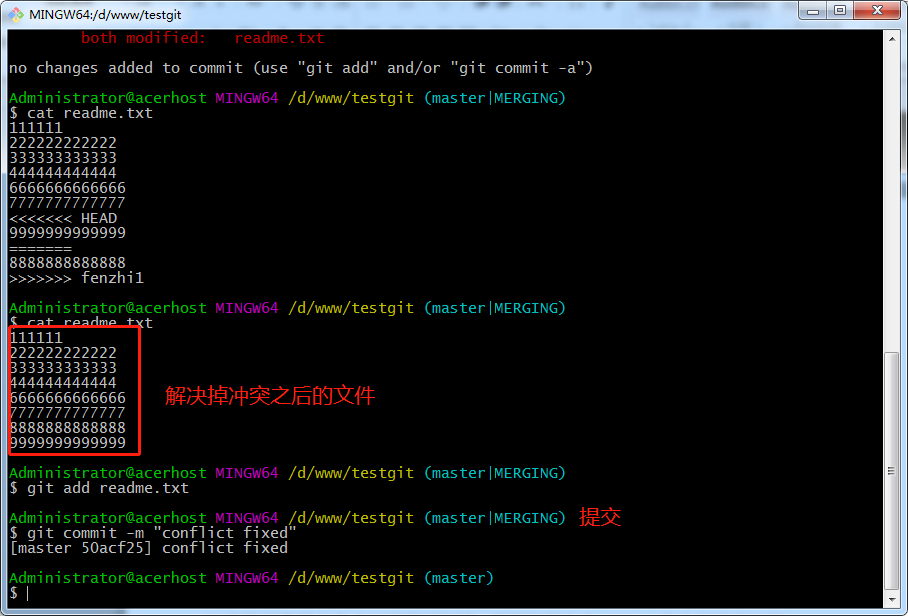 MINGW64:/d/www/testgit
both modified:   readme.txt
no changes added to commit (use "git add" and/or "git commit -a")
Administrator@acerhost MINGW64 /d/www/testgit (master|MERGING)
$ cat readme.txt
111111
222222222222
333333333333
444444444444
6666666666666
7777777777777
<<<<<<< HEAD
9999999999999
=======
8888888888888
>>>>>>> fenzhi1
Administrator@acerhost MINGW64 /d/www/testgit (master|MERGING)
$ cat readme.txt
111111
222222222222
333333333333
444444444444
6666666666666
7777777777777
8888888888888
9999999999999
解决掉冲突之后的文件
Administrator@acerhost MINGW64 /d/www/testgit (master|MERGING)
$ git add readme.txt
Administrator@acerhost MINGW64 /d/www/testgit (master|MERGING) 提交
$ git commit -m "conflict fixed"
[master 50acf25] conflict fixed
Administrator@acerhost MINGW64 /d/www/testgit (master)
$